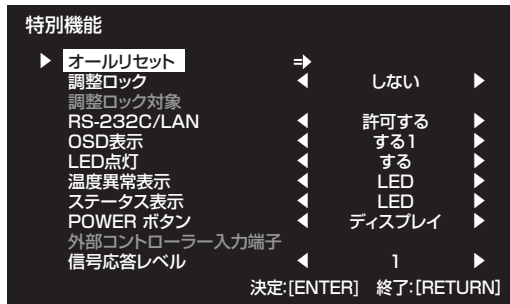 特別機能
オールリセット
調整ロック しない
調整ロック対象
RS-232C/LAN 許可する
OSD表示 する1
LED点灯 する
温度異常表示 LED
ステータス表示 LED
POWER ボタン ディスプレイ
外部コントローラー入力端子
信号応答レベル 1
決定:[ENTER] 終了:[RETURN]